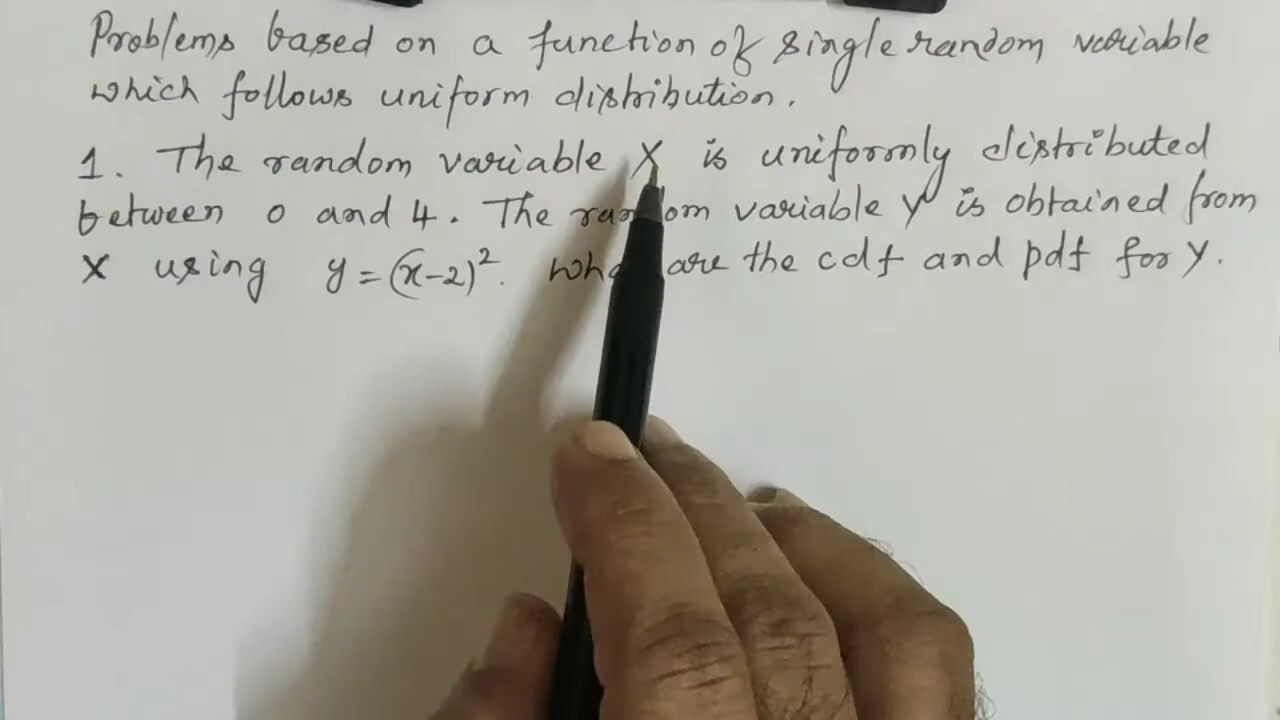 Problems based on a function of single random variable
which follows uniform distribution.
1. The random variable X is uniformly distributed
between 0 and 4. The random variable Y is obtained from
X using y = (x-2)². are the cdf and pdf for Y.